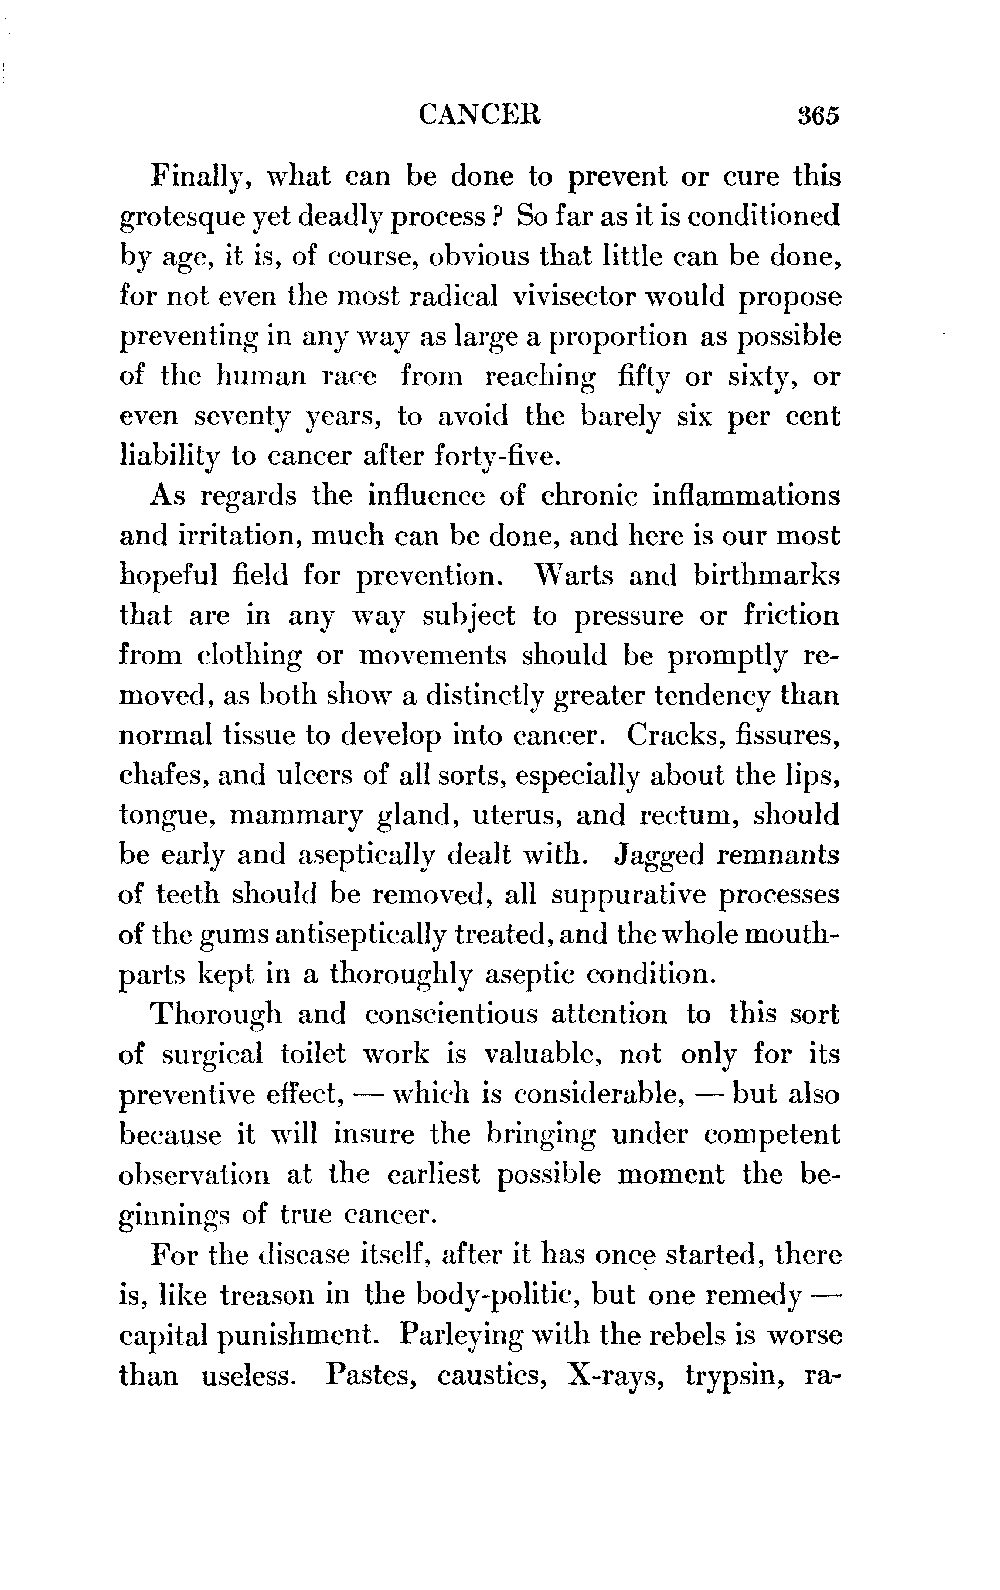 CANCER 365
Finally, what can be done to prevent or cure this
grotesque yet deadly process? So far as it is conditioned
by age, it is, of course, obvious that little can be done,
for not even the most radical vivisector would propose
preventing in any way as large a proportion as possible
of the human race from reaching fifty or sixty, or
even seventy years, to avoid the barely six per cent
liability to cancer after forty-five.
As regards the influence of chronic inflammations
and irritation, much can be done, and here is our most
hopeful field for prevention. Warts and birthmarks
that are in any way subject to pressure or friction
from clothing or movements should be promptly re-
moved, as both show a distinctly greater tendency than
normal tissue to develop into cancer. Cracks, fissures,
chafes, and ulcers of all sorts, especially about the lips,
tongue, mammary gland, uterus, and rectum, should
be early and aseptically dealt with. Jagged remnants
of teeth should be removed, all suppurative processes
of the gums antiseptically treated, and the whole mouth-
parts kept in a thoroughly aseptic condition.
Thorough and conscientious attention to this sort
of surgical toilet work is valuable, not only for its
preventive effect, — which is considerable, — but also
because it will insure the bringing under competent
observation at the earliest possible moment the be-
ginnings of true cancer.
For the disease itself, after it has once started, there
is, like treason in the body-politic, but one remedy —
capital punishment. Parleying with the rebels is worse
than useless. Pastes, caustics, X-rays, trypsin, ra-